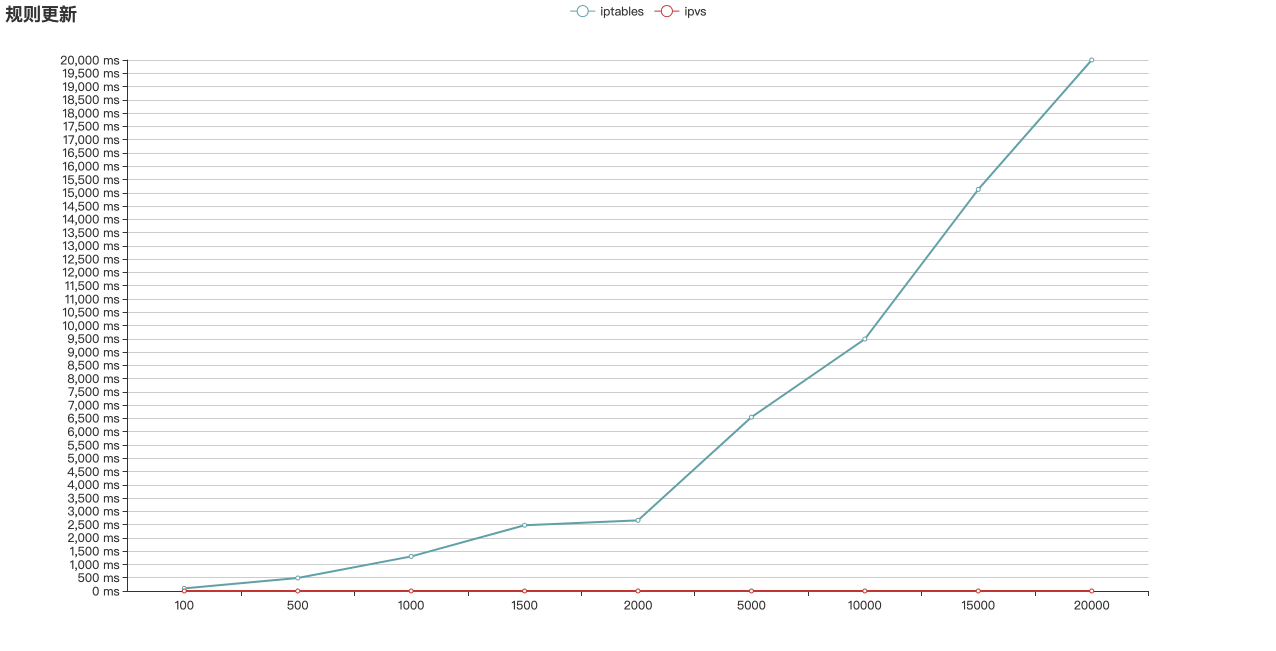 规则更新
iptables ipvs
20,000 ms
19,500 ms
19,000 ms
18,500 ms
18,000 ms
17,500 ms
17,000 ms
16,500 ms
16,000 ms
15,500 ms
15,000 ms
14,500 ms
14,000 ms
13,500 ms
13,000 ms
12,500 ms
12,000 ms
11,500 ms
11,000 ms
10,500 ms
10,000 ms
9,500 ms
9,000 ms
8,500 ms
8,000 ms
7,500 ms
7,000 ms
6,500 ms
6,000 ms
5,500 ms
5,000 ms
4,500 ms
4,000 ms
3,500 ms
3,000 ms
2,500 ms
2,000 ms
1,500 ms
1,000 ms
500 ms
0 ms
100 500 1000 1500 2000 5000 10000 15000 20000